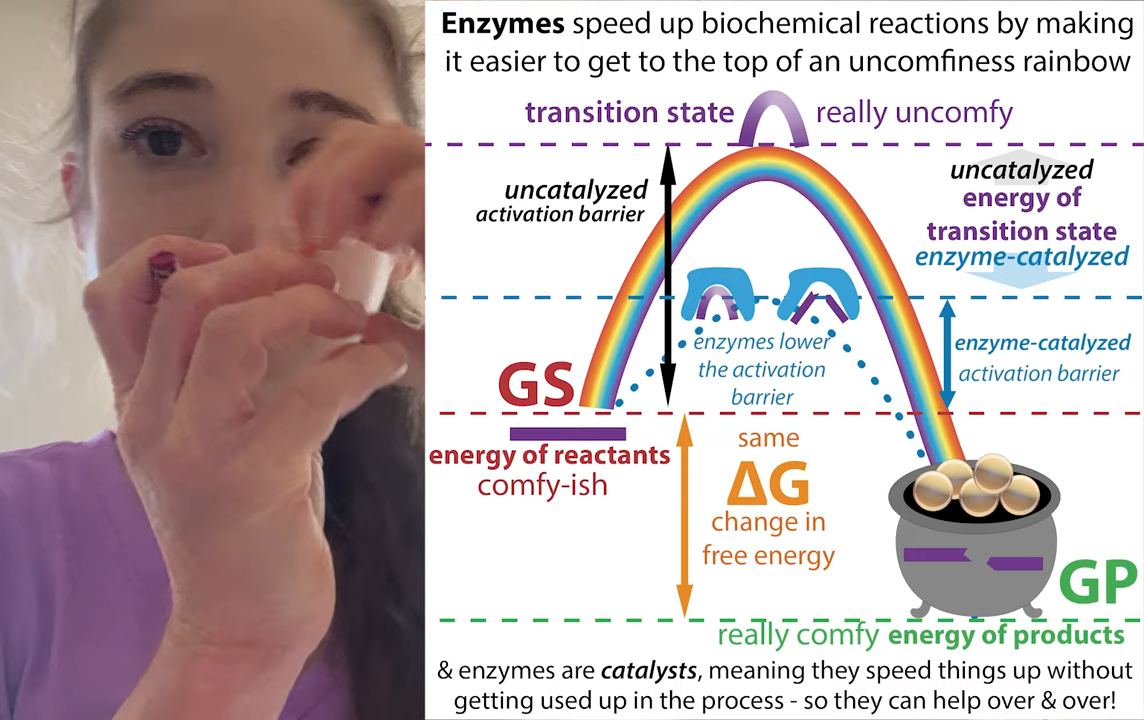 Enzymes speed up biochemical reactions by making
it easier to get to the top of an uncomfiness rainbow
transition state really uncomfy
uncatalyzed
activation barrier
uncatalyzed
energy of
transition state
enzyme-catalyzed
enzymes lower
the activation
barrier
enzyme-catalyzed
activation barrier
GS
energy of reactants
comfy-ish
same
ΔG
change in
free energy
GP
really comfy energy of products
& enzymes are catalysts, meaning they speed things up without
getting used up in the process - so they can help over & over!